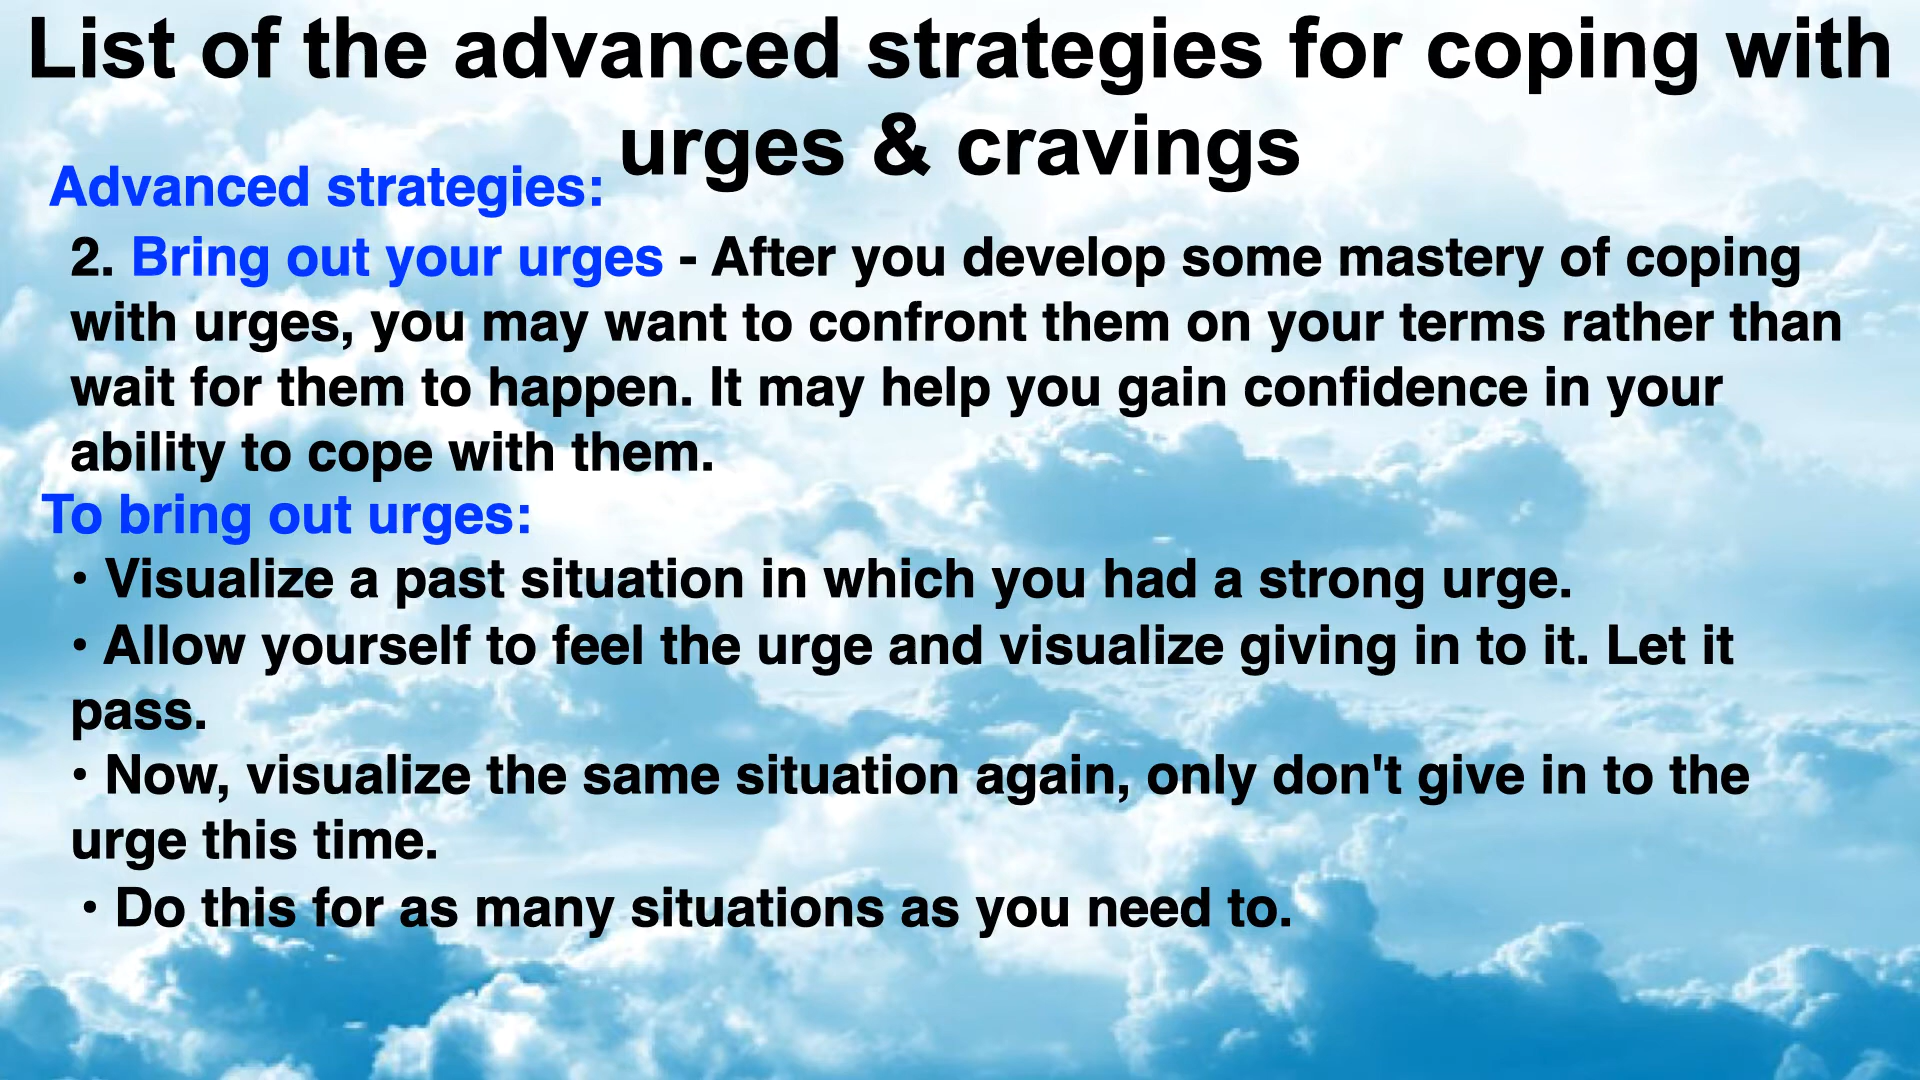 List of the advanced strategies for coping with
urges & cravings
Advanced strategies:
2. Bring out your urges - After you develop some mastery of coping
with urges, you may want to confront them on your terms rather than
wait for them to happen. It may help you gain confidence in your
ability to cope with them.
To bring out urges:
• Visualize a past situation in which you had a strong urge.
• Allow yourself to feel the urge and visualize giving in to it. Let it
pass.
• Now, visualize the same situation again, only don't give in to the
urge this time.
• Do this for as many situations as you need to.